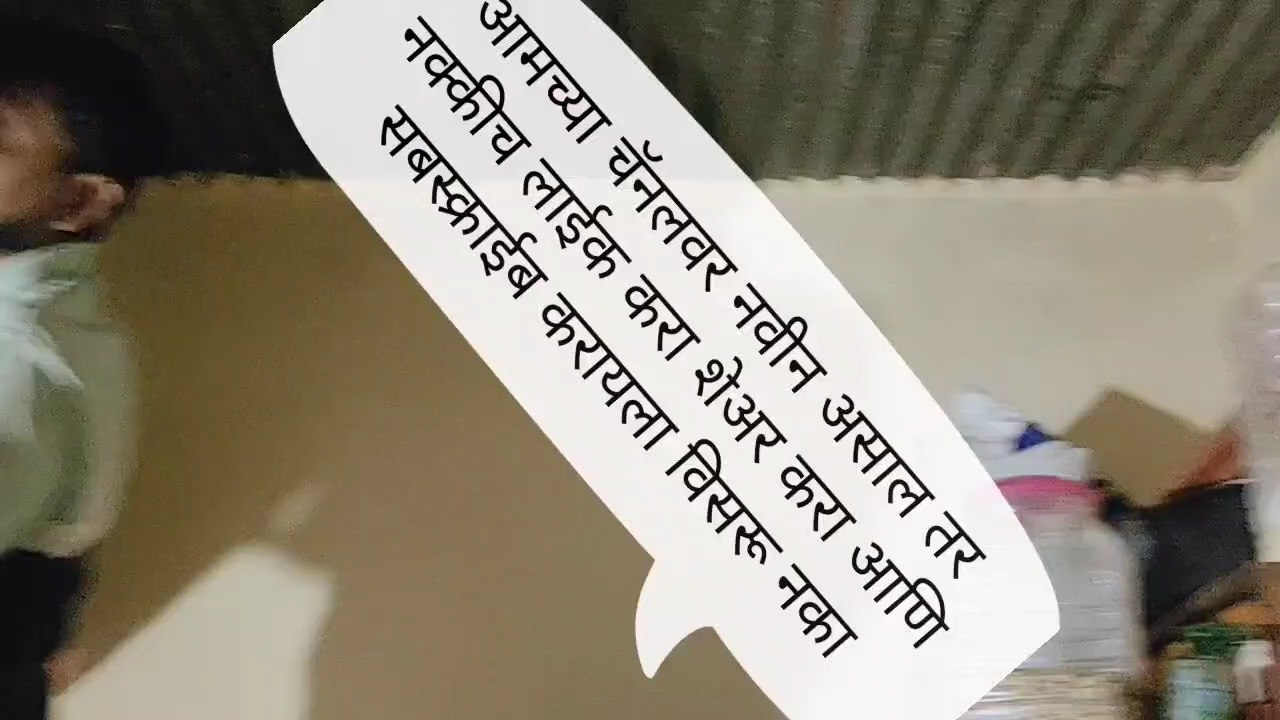 आमच्या चॅनलवर नवीन असाल तर
नक्कीच लाईक करा शेअर करा आणि
सबस्क्राईब करायला विसरू नका